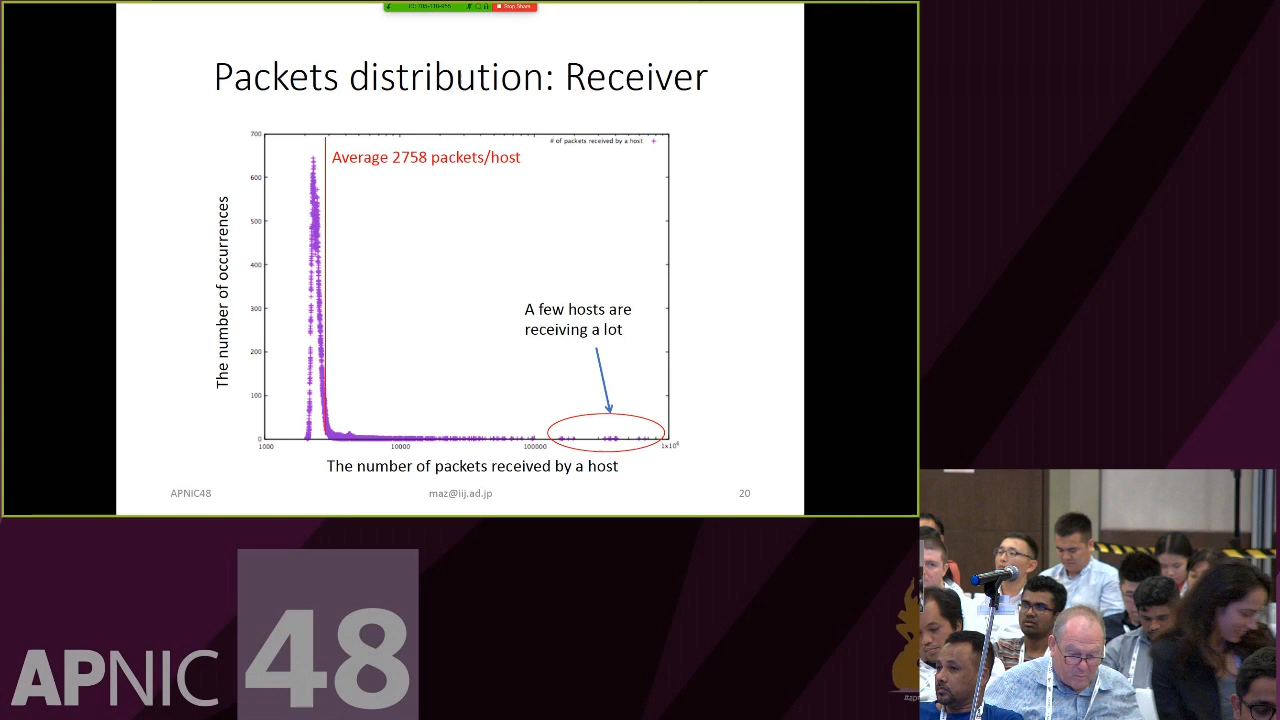 Stop Share
Packets distribution: Receiver
# of packets received by a host
Average 2758 packets/host
700
600
500
400
300
200
100
0
The number of occurrences
A few hosts are
receiving a lot
1000
10000
100000
1x10⁶
The number of packets received by a host
APNIC48
maz@iij.ad.jp
20
APNIC 48